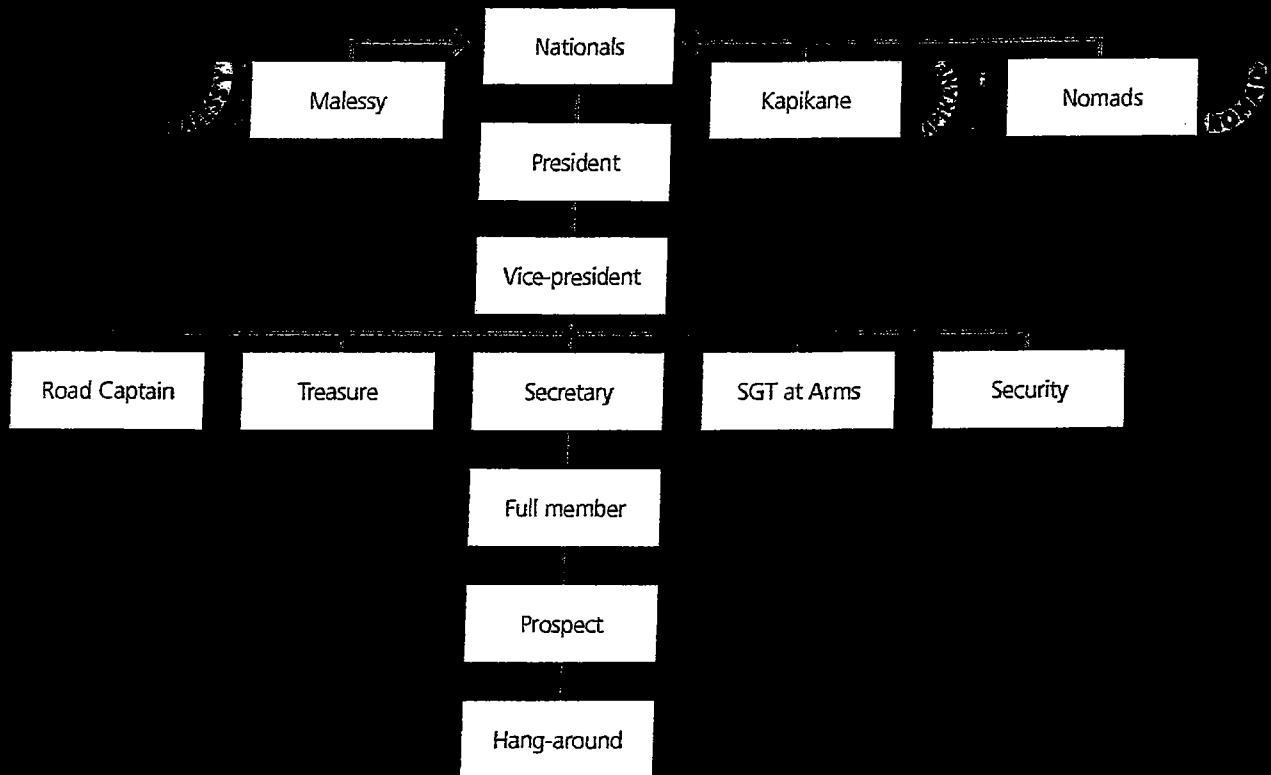 Nationals
Malessy
Kapikane
Nomads
President
Vice-president
Road Captain
Treasure
Secretary
SGT at Arms
Security
Full member
Prospect
Hang-around